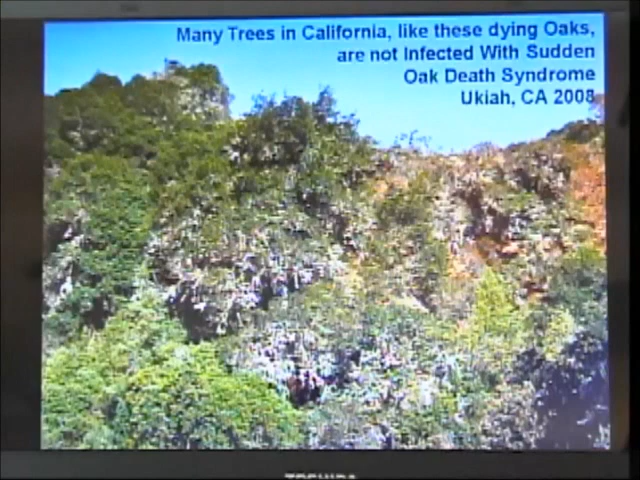 Many Trees in California, like these dying Oaks,
are not Infected With Sudden
Oak Death Syndrome
Ukiah, CA 2008
TOSHIBA